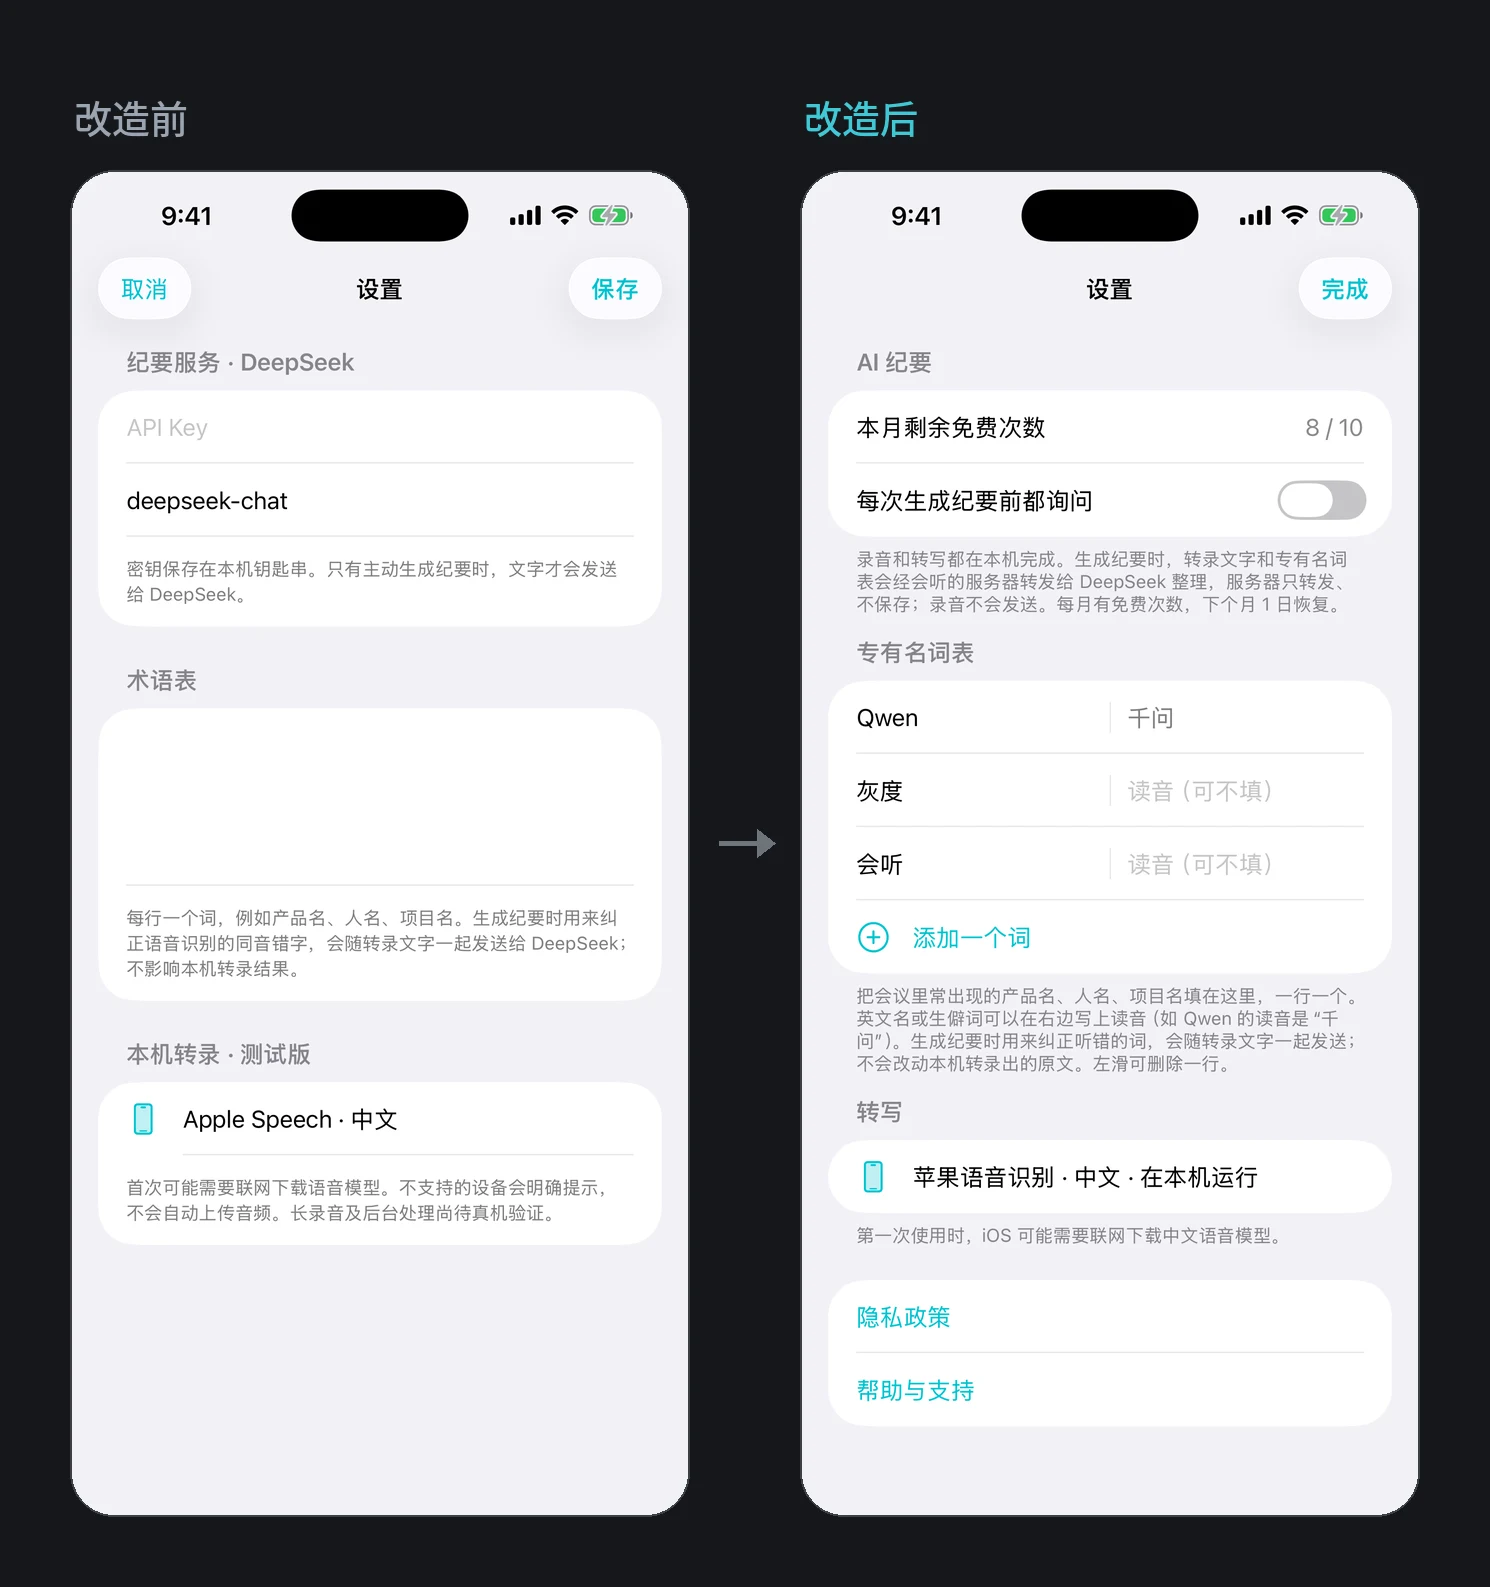 改造前
9:41
取消
设置
保存
纪要服务 · DeepSeek
API Key
deepseek-chat
密钥保存在本机钥匙串。只有主动生成纪要时，文字才会发送
给 DeepSeek。
术语表
每行一个词，例如产品名、人名、项目名。生成纪要时用来纠
正语音识别的同音错字，会随转录文字一起发送给 DeepSeek；
不影响本机转录结果。
本机转录 · 测试版
Apple Speech · 中文
首次可能需要联网下载语音模型。不支持的设备会明确提示，
不会自动上传音频。长录音及后台处理尚待真机验证。
改造后
9:41
设置
完成
AI 纪要
本月剩余免费次数
8 / 10
每次生成纪要前都询问
录音和转写都在本机完成。生成纪要时，转录文字和专有名词
表会经会听的服务器转发给 DeepSeek 整理，服务器只转发、
不保存；录音不会发送。每月有免费次数，下个月 1 日恢复。
专有名词表
Qwen
千问
灰度
读音（可不填）
会听
读音（可不填）
添加一个词
把会议里常出现的产品名、人名、项目名填在这里，一行一个。
英文名或生僻词可以在右边写上读音（如 Qwen 的读音是“千
问”）。生成纪要时用来纠正听错的词，会随转录文字一起发送；
不会改动本机转录出的原文。左滑可删除一行。
转写
苹果语音识别 · 中文 · 在本机运行
第一次使用时，iOS 可能需要联网下载中文语音模型。
隐私政策
帮助与支持